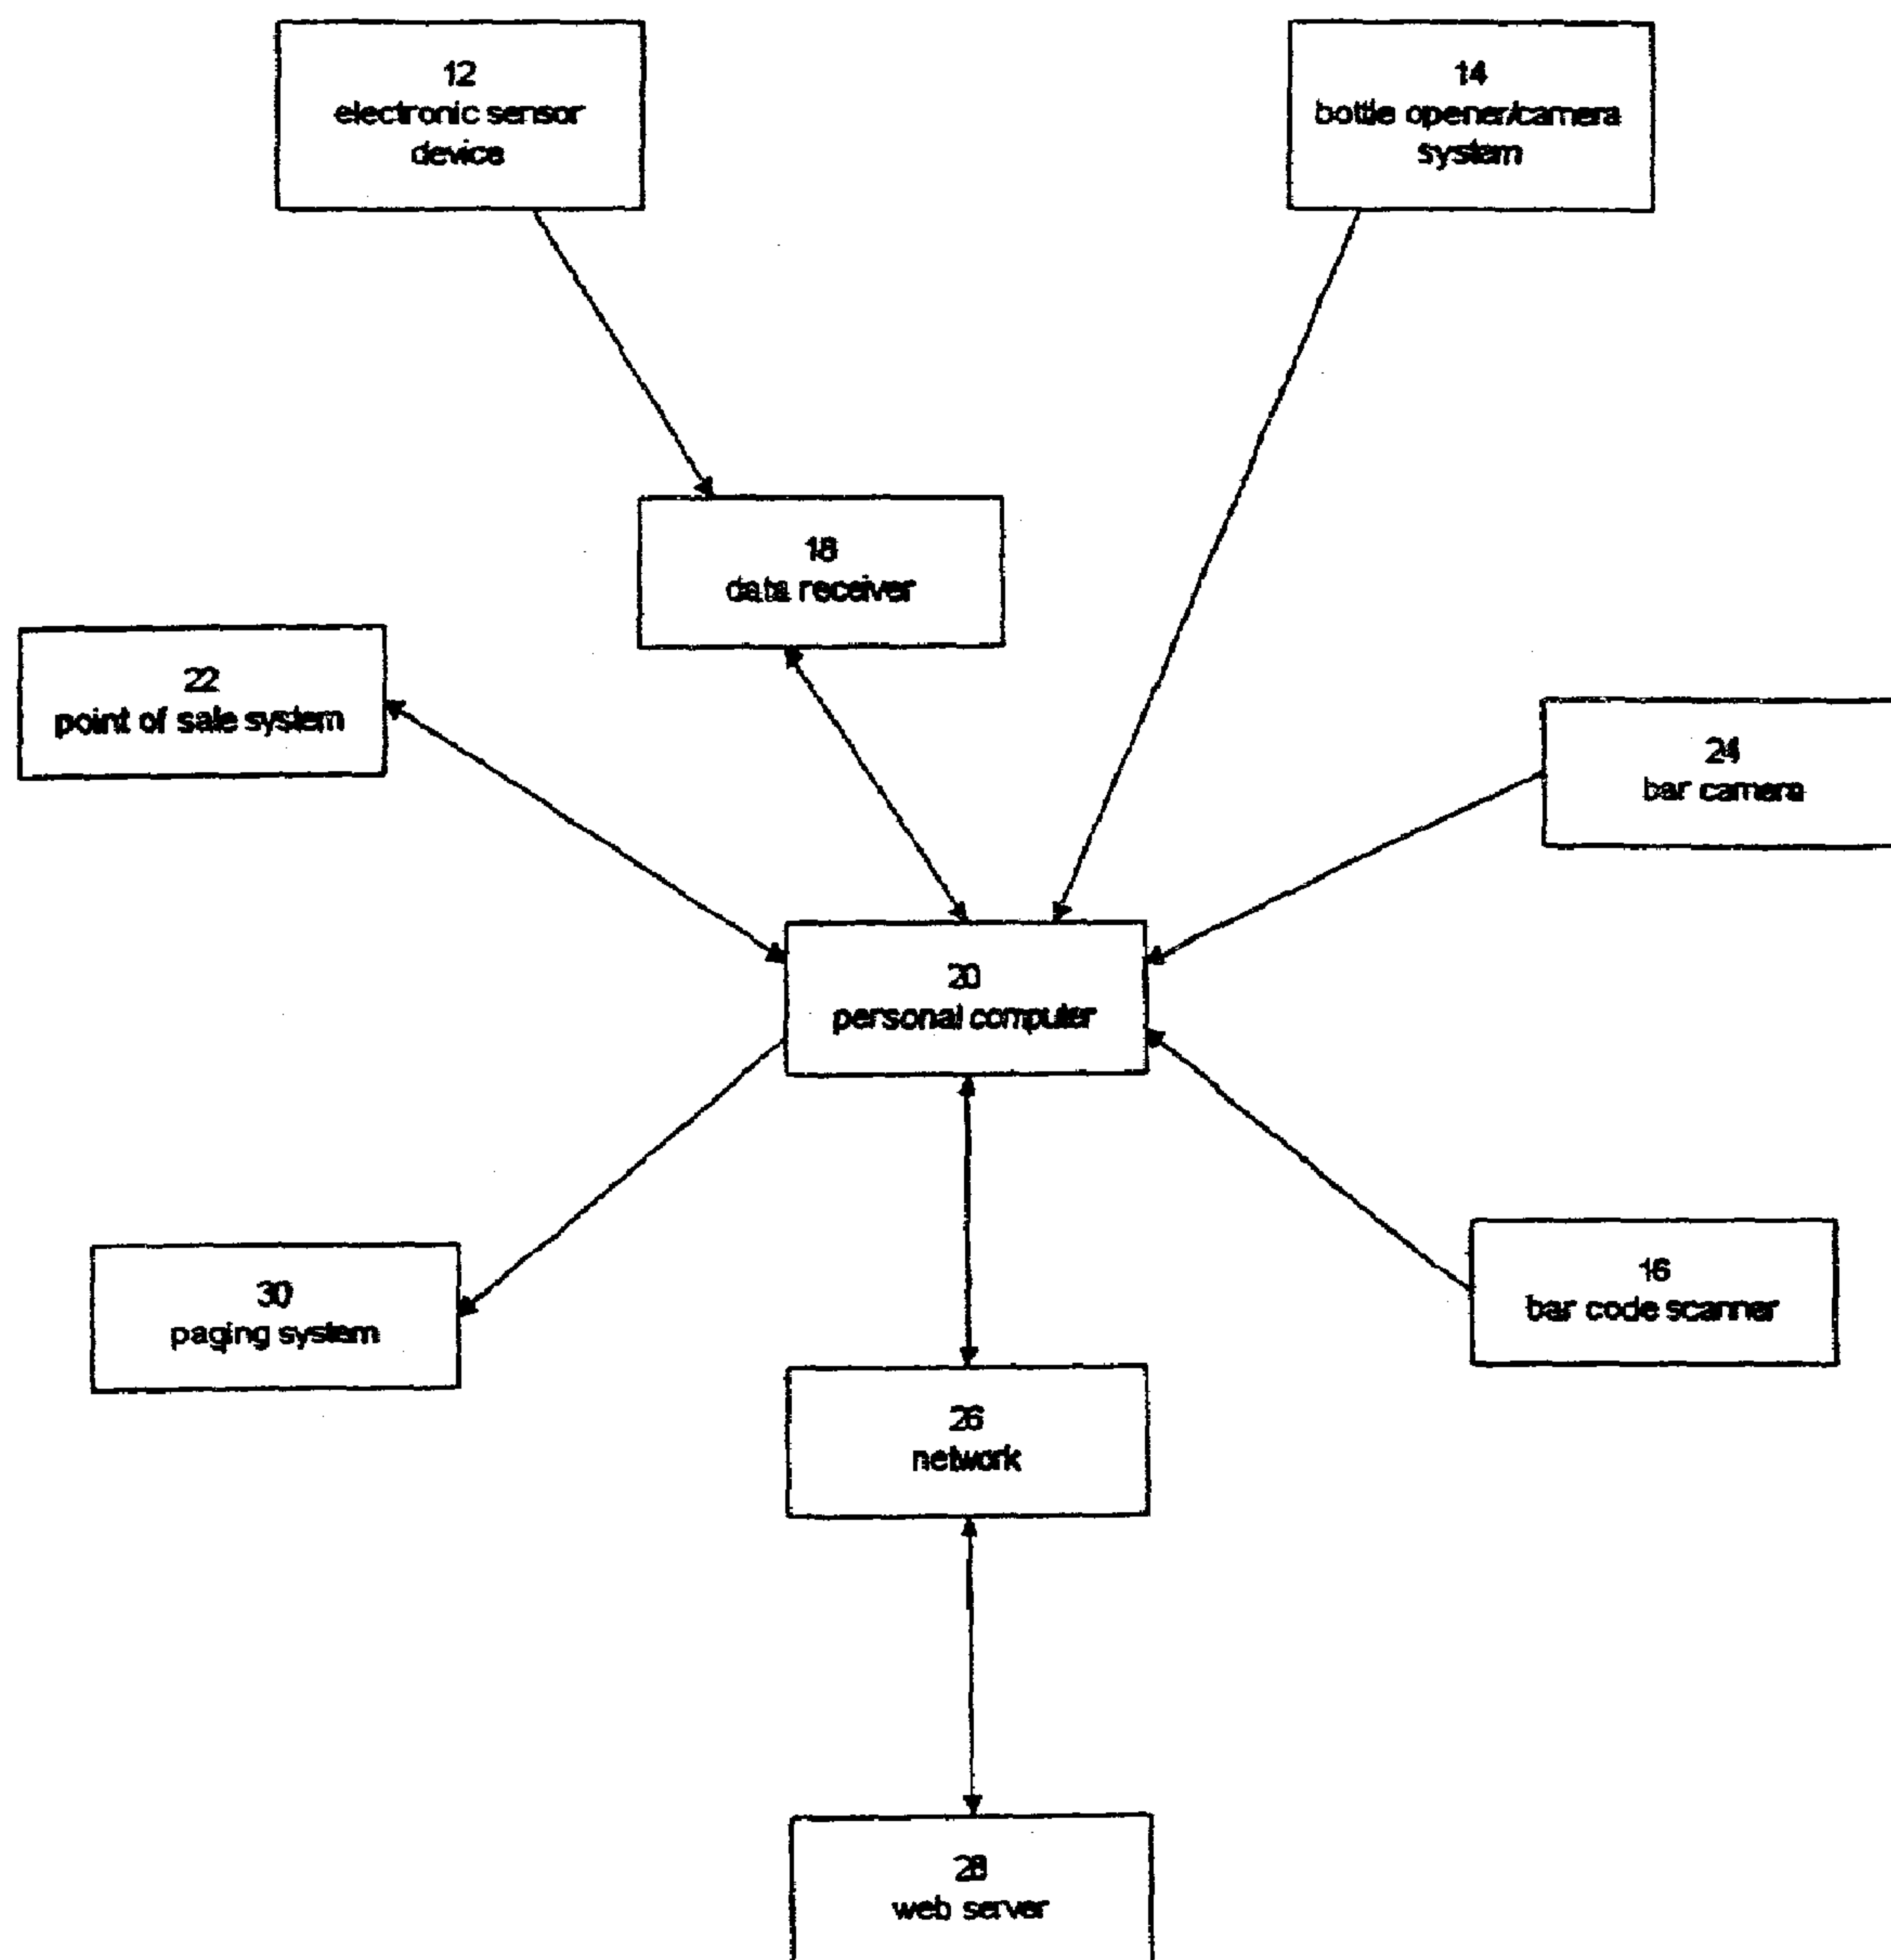 12
electronic sensor
device
14
bottle opener/camera
system
18
data receiver
22
point of sale system
24
bar camera
20
personal computer
30
paging system
16
bar code scanner
26
network
28
web server